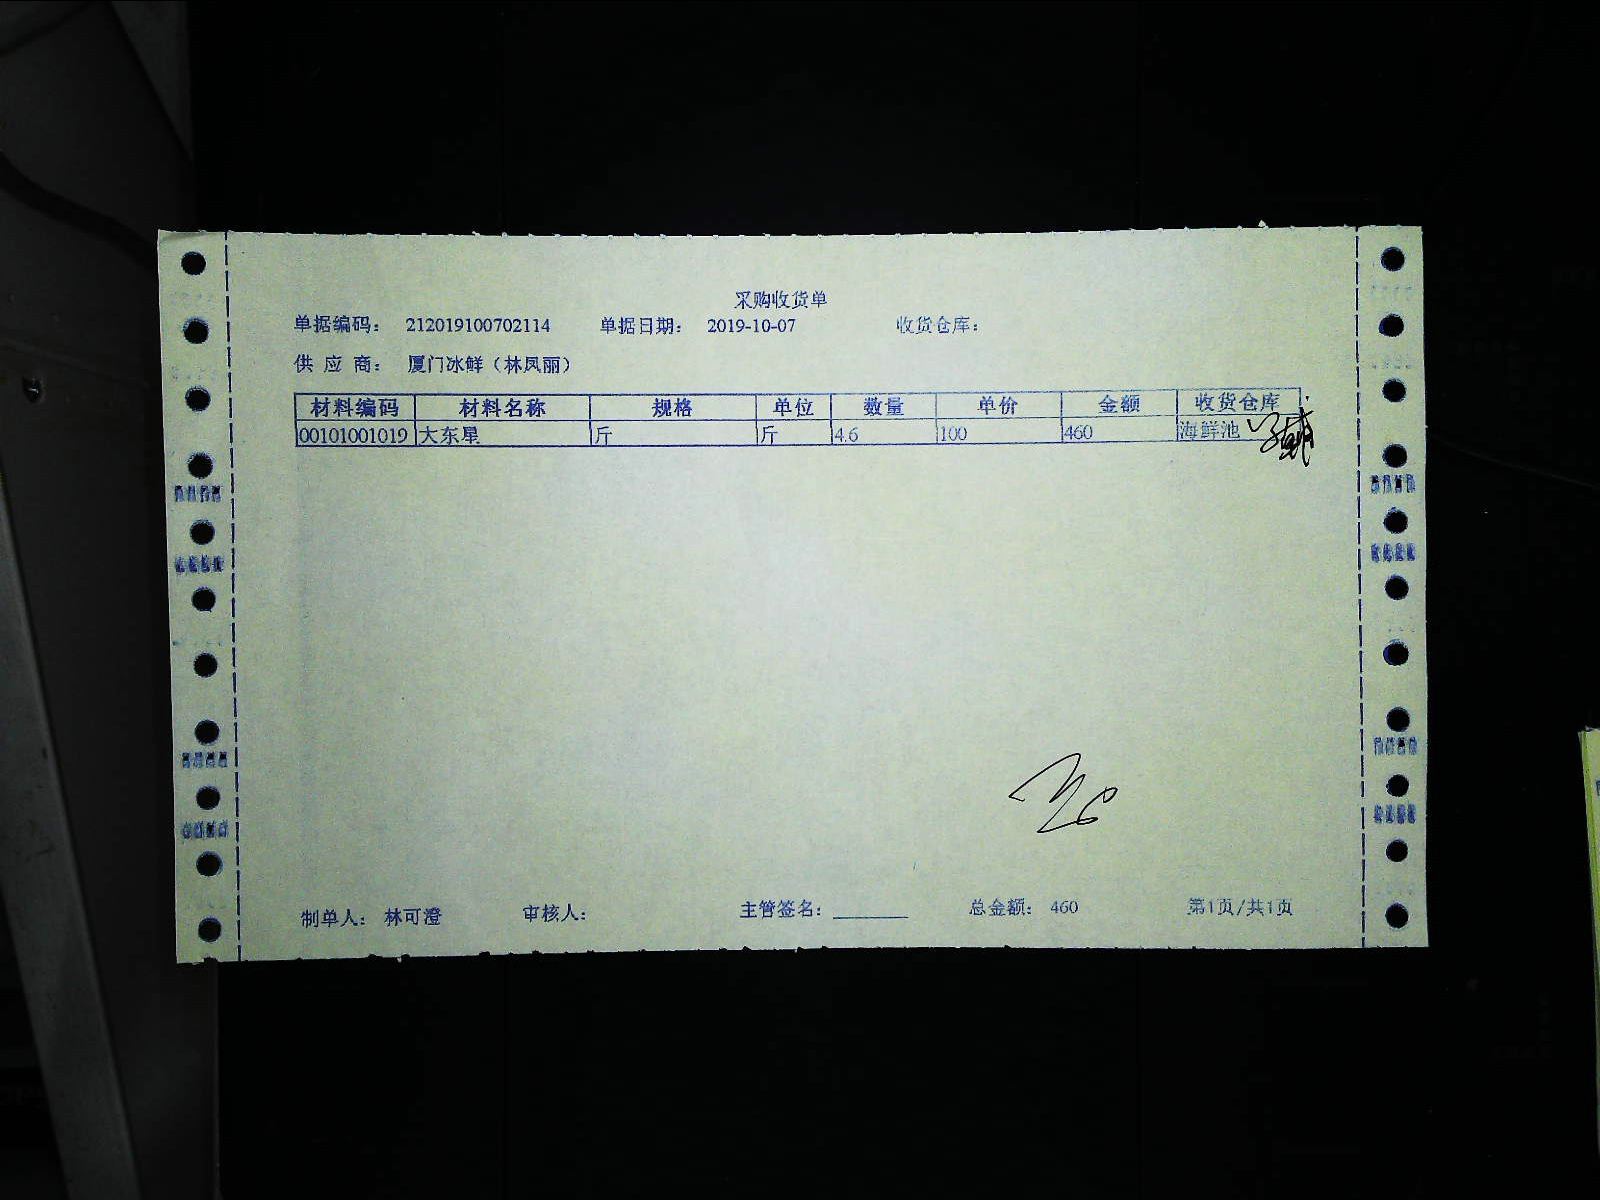 采购收货单
单据编码: 212019100702114 单据日期: 2019-10-07 收货仓库:
供 应 商: 厦门冰鲜（林凤丽）
材料编码 材料名称 规格 单位 数量 单价 金额 收货仓库
00101001019 大东星 斤 斤 4.6 100 460 海鲜池
制单人: 林可澄 审核人: 主管签名: ________ 总金额: 460 第1页/共1页